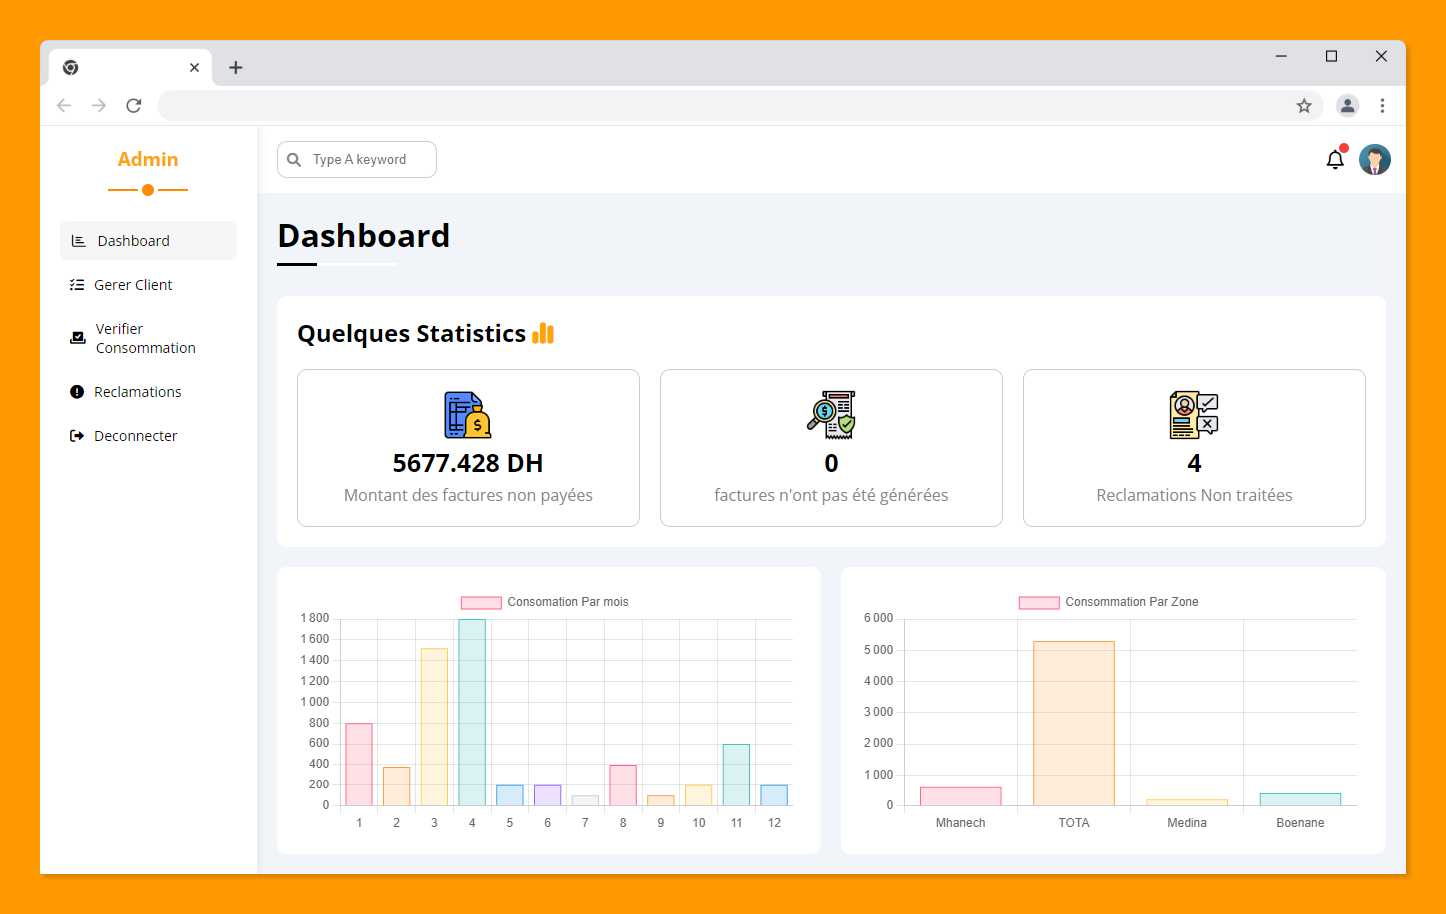 Admin
Type A keyword
Dashboard
Gerer Client
Verifier
Consommation
Reclamations
Deconnecter
Dashboard
Quelques Statistics
5677.428 DH
Montant des factures non payées
0
factures n'ont pas été générées
4
Reclamations Non traitées
Consomation Par mois
1 800
1 600
1 400
1 200
1 000
800
600
400
200
0
1 2 3 4 5 6 7 8 9 10 11 12
Consommation Par Zone
6 000
5 000
4 000
3 000
2 000
1 000
0
Mhanech TOTA Medina Boenane